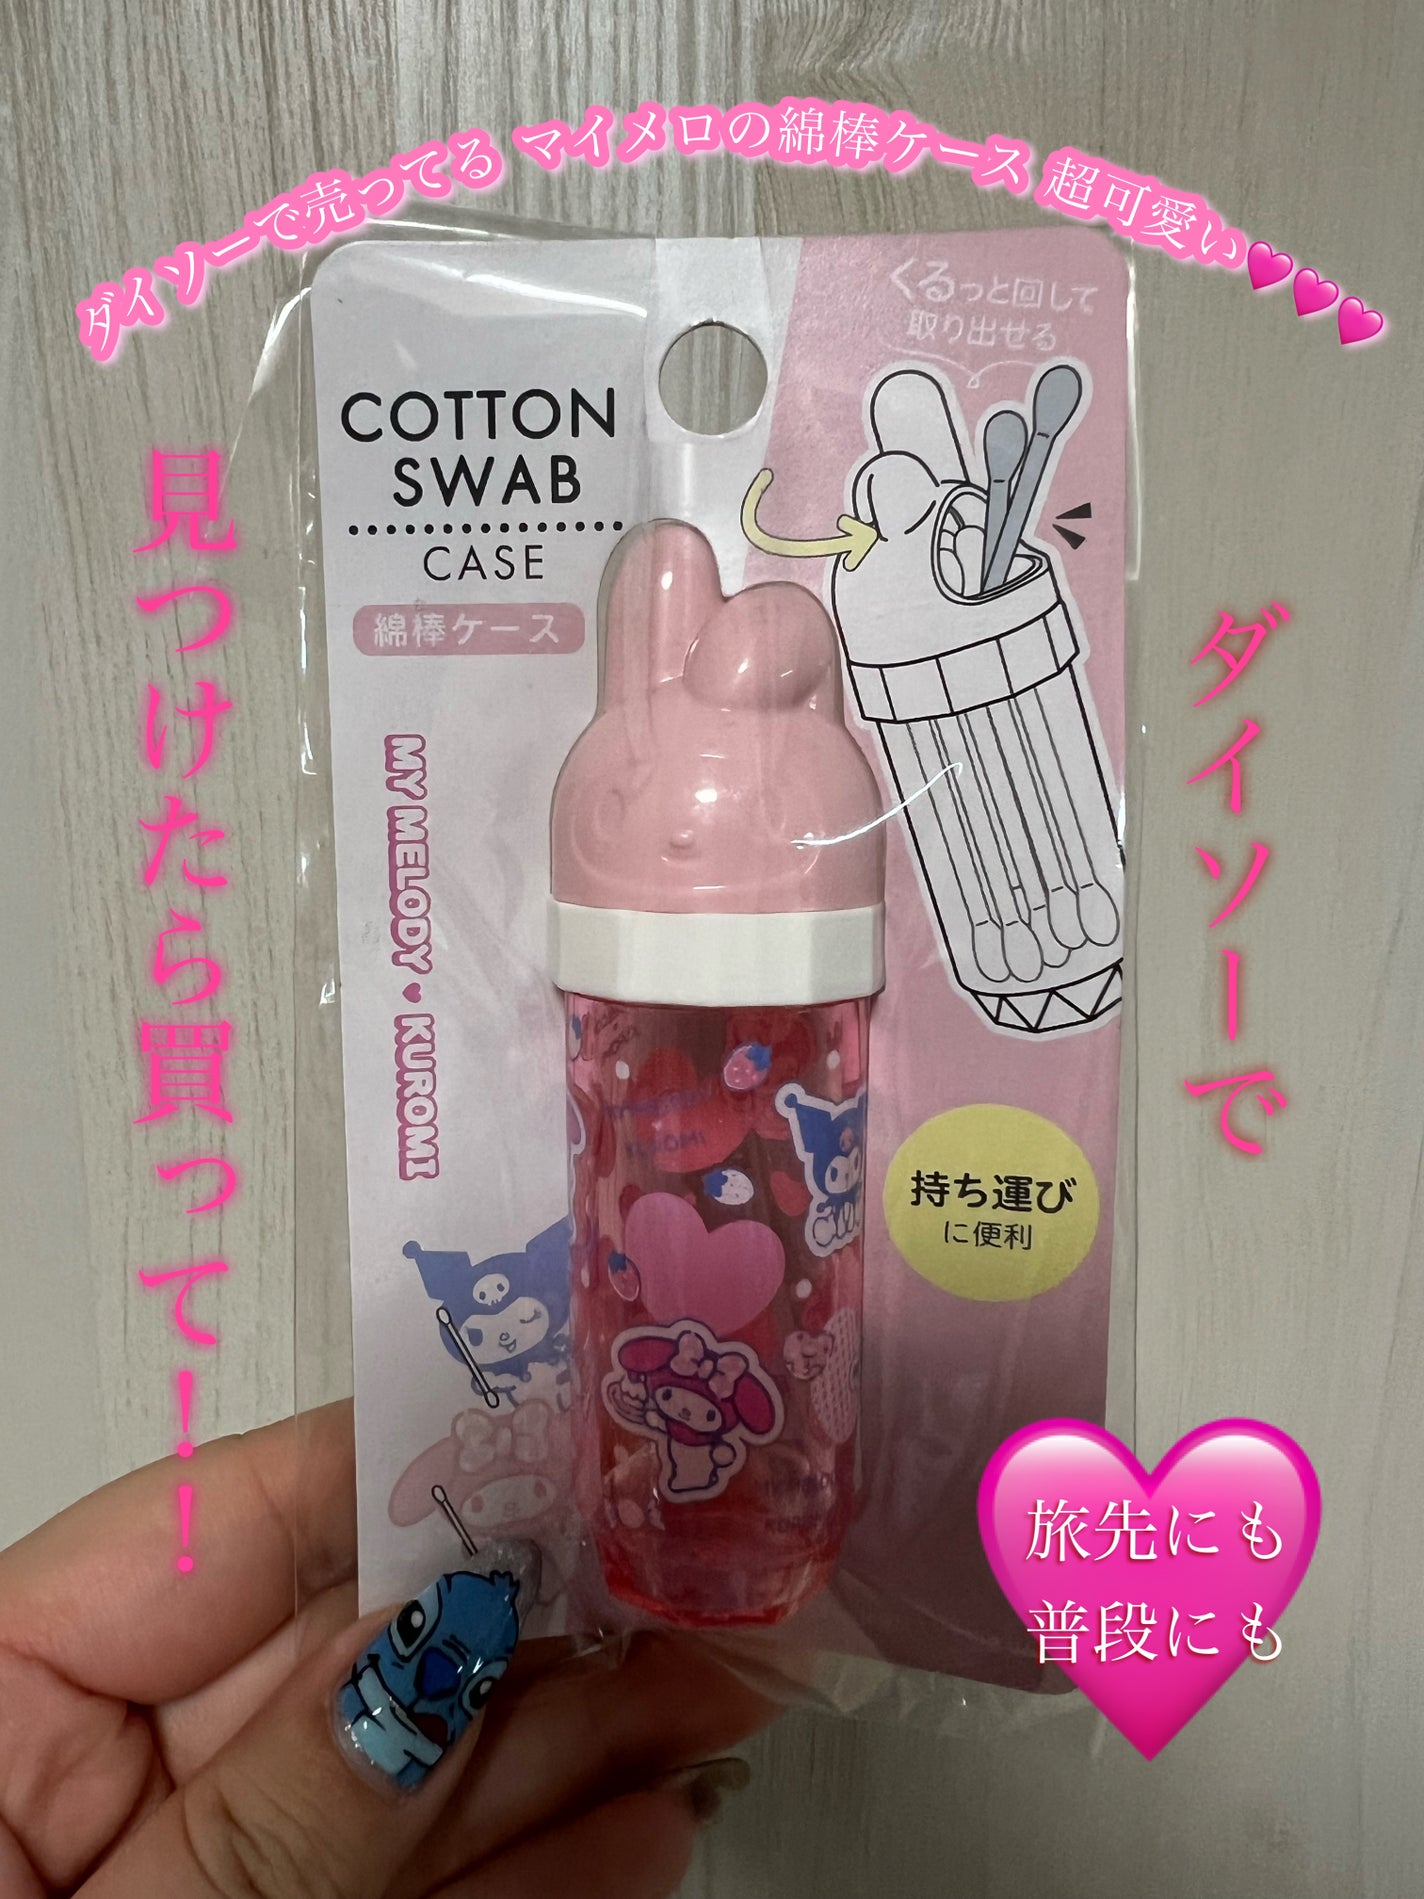 ダイソーで売ってる マイメロの綿棒ケース 超可愛い💕💕💕
くるっと回して
取り出せる
COTTON
SWAB
CASE
綿棒ケース
MY MELODY ♥ KUROMI
ダイソーで
見つけたら買って！！
持ち運び
に便利
旅先にも
普段にも